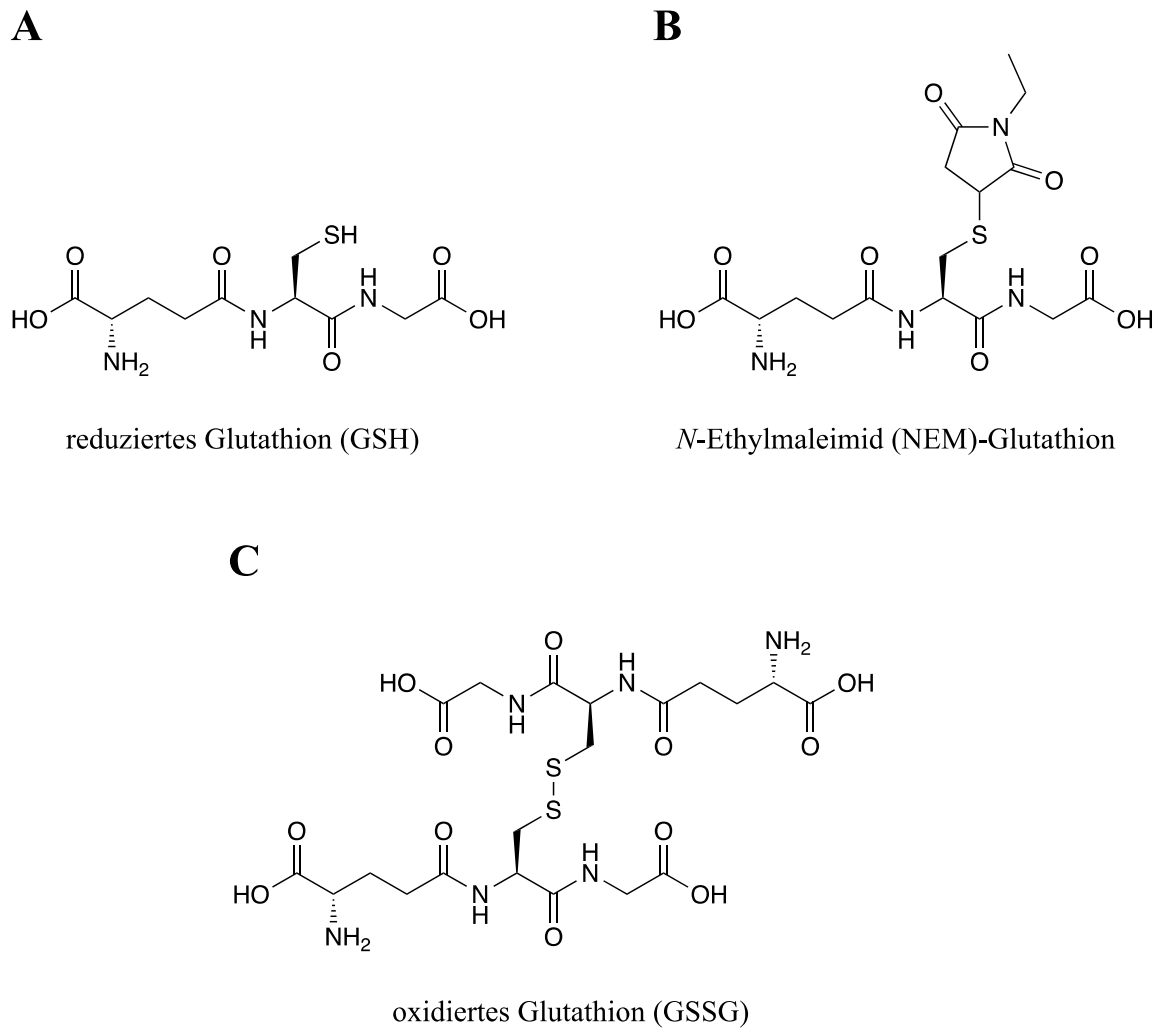 A
B
O
N
O
SH
S
O
O
H
N
O
HO
N
H
O
OH
NH2
O
O
H
N
O
HO
N
H
O
OH
NH2
reduziertes Glutathion (GSH)
N-Ethylmaleimid (NEM)-Glutathion
C
O
H
N
NH2
HO
OH
O
N
H
O
O
S
S
O
O
H
N
O
HO
N
H
O
OH
NH2
oxidiertes Glutathion (GSSG)